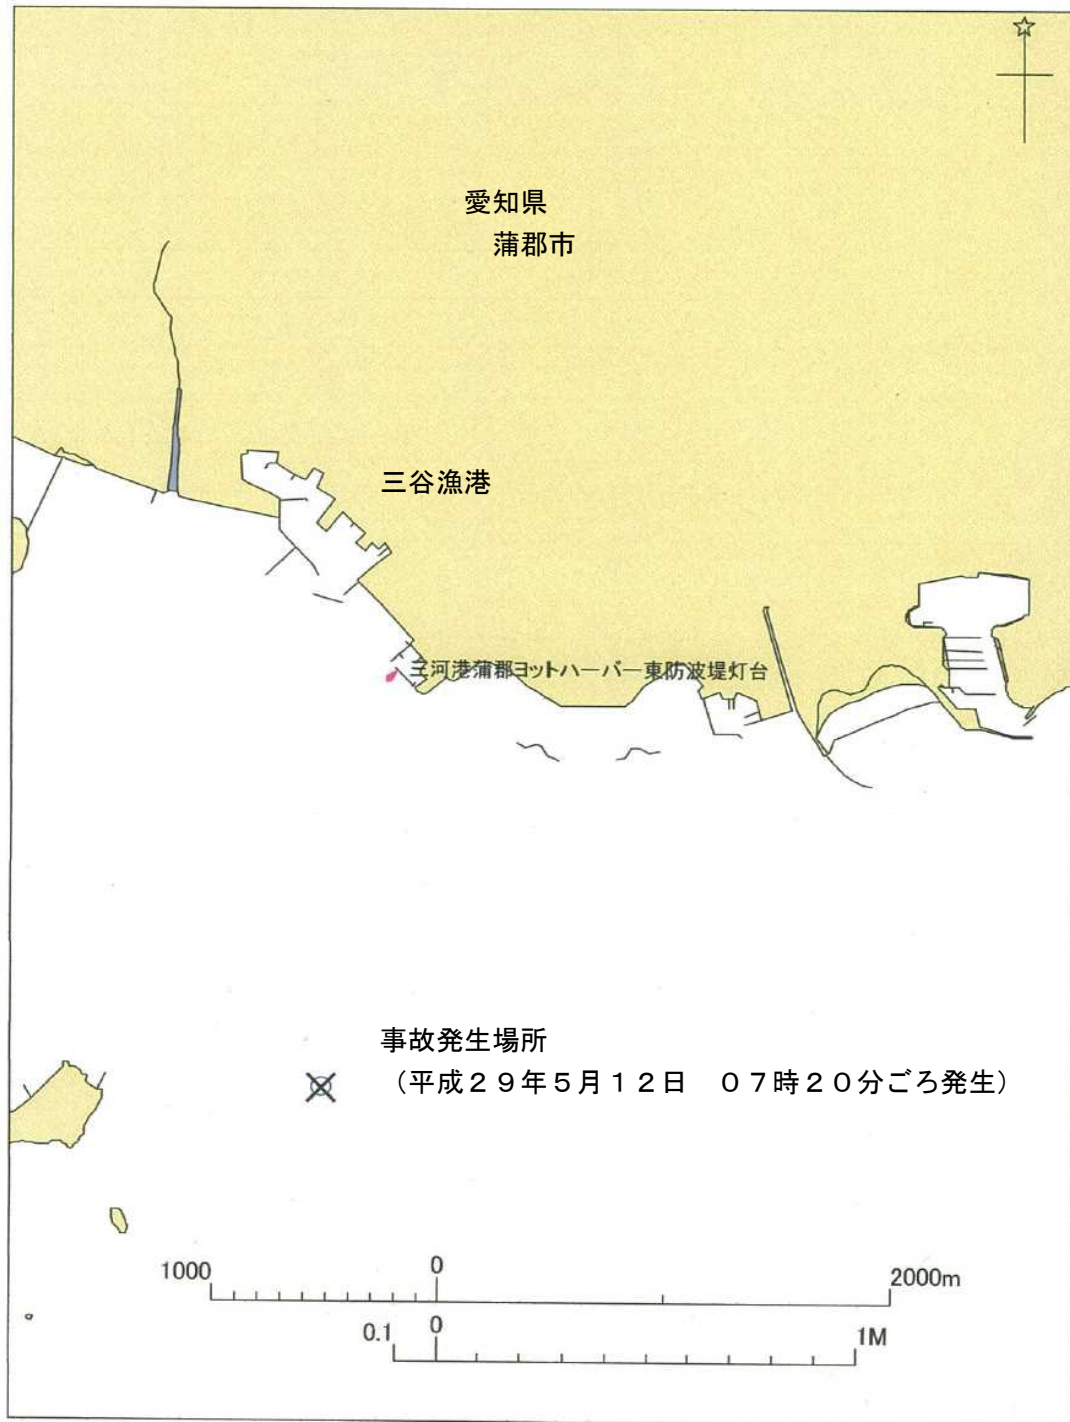 愛知県
蒲郡市
三谷漁港
三河港蒲郡ヨットハーバー東防波堤灯台
事故発生場所
（平成２９年５月１２日　０７時２０分ごろ発生）
1000 0 2000m
0.1 0 1M